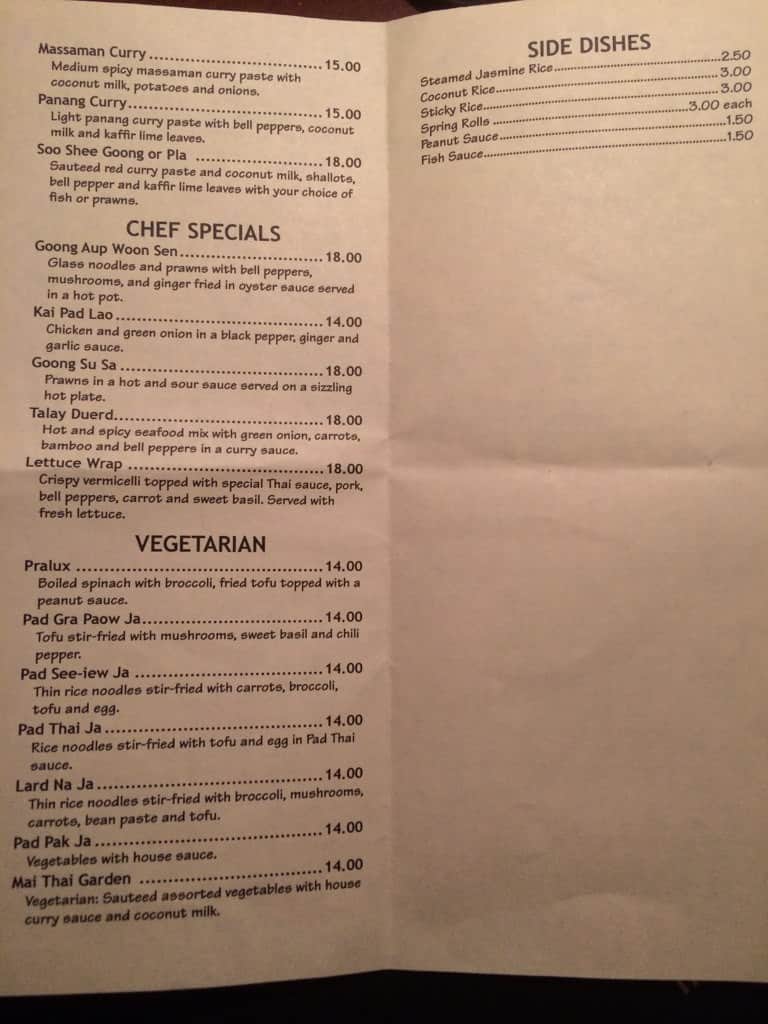 Massaman Curry ................................ 15.00
Medium spicy massaman curry paste with
coconut milk, potatoes and onions.
Panang Curry................................... 15.00
Light panang curry paste with bell peppers, coconut
milk and kaffir lime leaves.
Soo Shee Goong or Pla ....................... 18.00
Sauteed red curry paste and coconut milk, shallots,
bell pepper and kaffir lime leaves with your choice of
fish or prawns.
CHEF SPECIALS
Goong Aup Woon Sen.......................... 18.00
Glass noodles and prawns with bell peppers,
mushrooms, and ginger fried in oyster sauce served
in a hot pot.
Kai Pad Lao..................................... 14.00
Chicken and green onion in a black pepper, ginger and
garlic sauce.
Goong Su Sa ................................... 18.00
Prawns in a hot and sour sauce served on a sizzling
hot plate.
Talay Duerd..................................... 18.00
Hot and spicy seafood mix with green onion, carrots,
bamboo and bell peppers in a curry sauce.
Lettuce Wrap .................................. 18.00
Crispy vermicelli topped with special Thai sauce, pork,
bell peppers, carrot and sweet basil. Served with
fresh lettuce.
VEGETARIAN
Pralux .......................................... 14.00
Boiled spinach with broccoli, fried tofu topped with a
peanut sauce.
Pad Gra Paow Ja............................... 14.00
Tofu stir-fried with mushrooms, sweet basil and chili
pepper.
Pad See-iew Ja ................................ 14.00
Thin rice noodles stir-fried with carrots, broccoli,
tofu and egg.
Pad Thai Ja..................................... 14.00
Rice noodles stir-fried with tofu and egg in Pad Thai
sauce.
Lard Na Ja...................................... 14.00
Thin rice noodles stir-fried with broccoli, mushrooms,
carrots, bean paste and tofu.
Pad Pak Ja...................................... 14.00
Vegetables with house sauce.
Mai Thai Garden ............................... 14.00
Vegetarian: Sauteed assorted vegetables with house
curry sauce and coconut milk.
SIDE DISHES
Steamed Jasmine Rice........................................2.50
Coconut Rice.....................................................3.00
Sticky Rice........................................................3.00
Spring Rolls ..............................................3.00 each
Peanut Sauce.....................................................1.50
Fish Sauce........................................................1.50